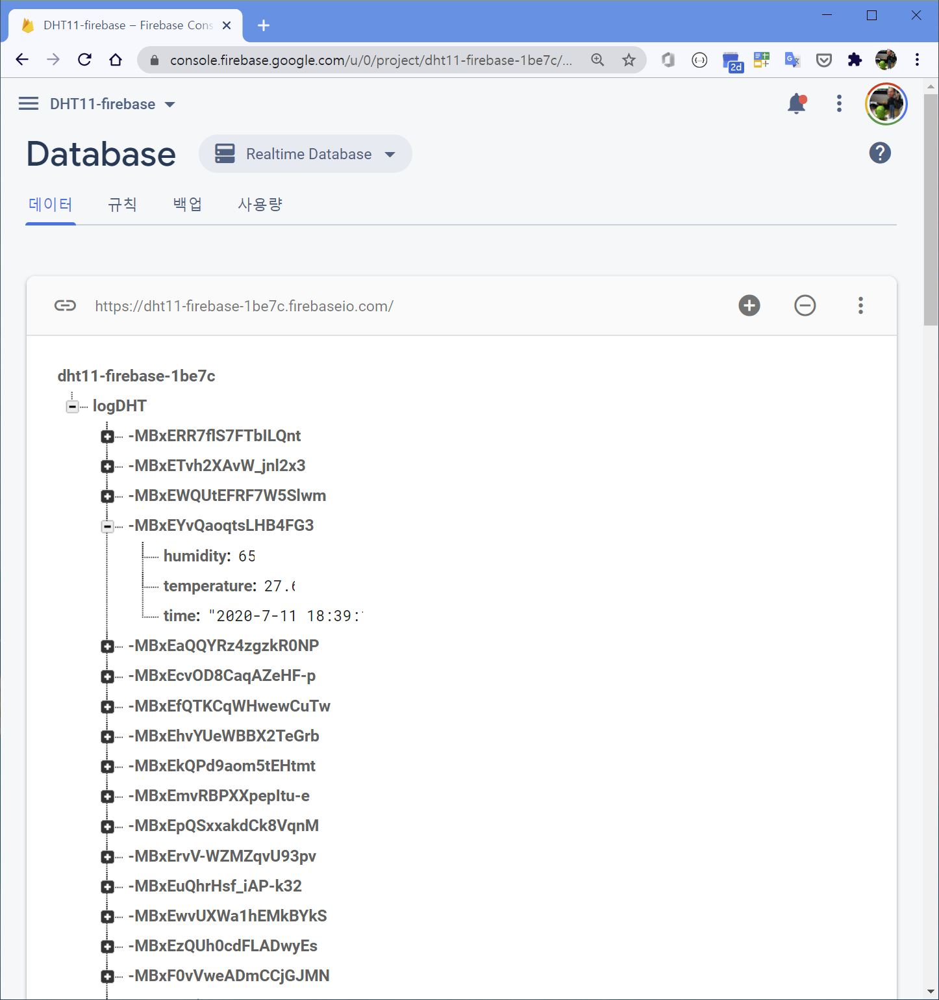 DHT11-firebase – Firebase Cons
console.firebase.google.com/u/0/project/dht11-firebase-1be7c/...
2d
DHT11-firebase
Database
Realtime Database
데이터 규칙 백업 사용량
https://dht11-firebase-1be7c.firebaseio.com/
dht11-firebase-1be7c
logDHT
-MBxERR7flS7FTbILQnt
-MBxETvh2XAvW_jnl2x3
-MBxEWQUtEFRF7W5Slwm
-MBxEYvQaoqtsLHB4FG3
humidity: 65
temperature: 27.6
time: "2020-7-11 18:39:
-MBxEaQQYRz4zgzkR0NP
-MBxEcvOD8CaqAZeHF-p
-MBxEfQTKCqWHwewCuTw
-MBxEhvYUeWBBX2TeGrb
-MBxEkQPd9aom5tEHtmt
-MBxEmvRBPXXpepItu-e
-MBxEpQSxxakdCk8VqnM
-MBxErvV-WZMZqvU93pv
-MBxEuQhrHsf_iAP-k32
-MBxEwvUXWa1hEMkBYkS
-MBxEzQUh0cdFLADwyEs
-MBxF0vVweADmCCjGJMN